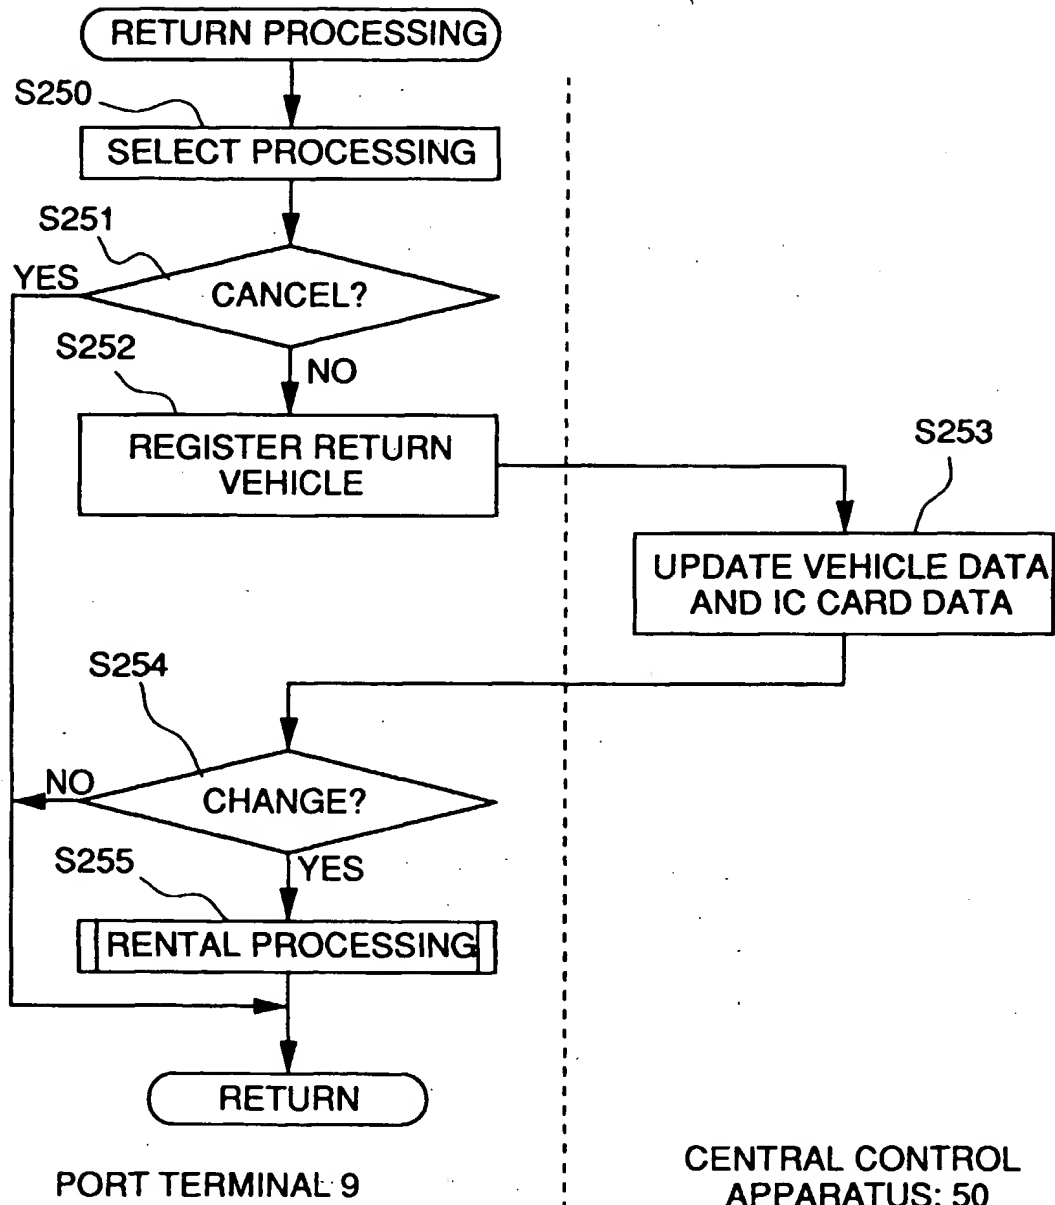 RETURN PROCESSING
S250
SELECT PROCESSING
S251
YES
CANCEL?
S252
NO
REGISTER RETURN
VEHICLE
S253
UPDATE VEHICLE DATA
AND IC CARD DATA
S254
NO
CHANGE?
S255
YES
RENTAL PROCESSING
RETURN
PORT TERMINAL 9
CENTRAL CONTROL
APPARATUS: 50